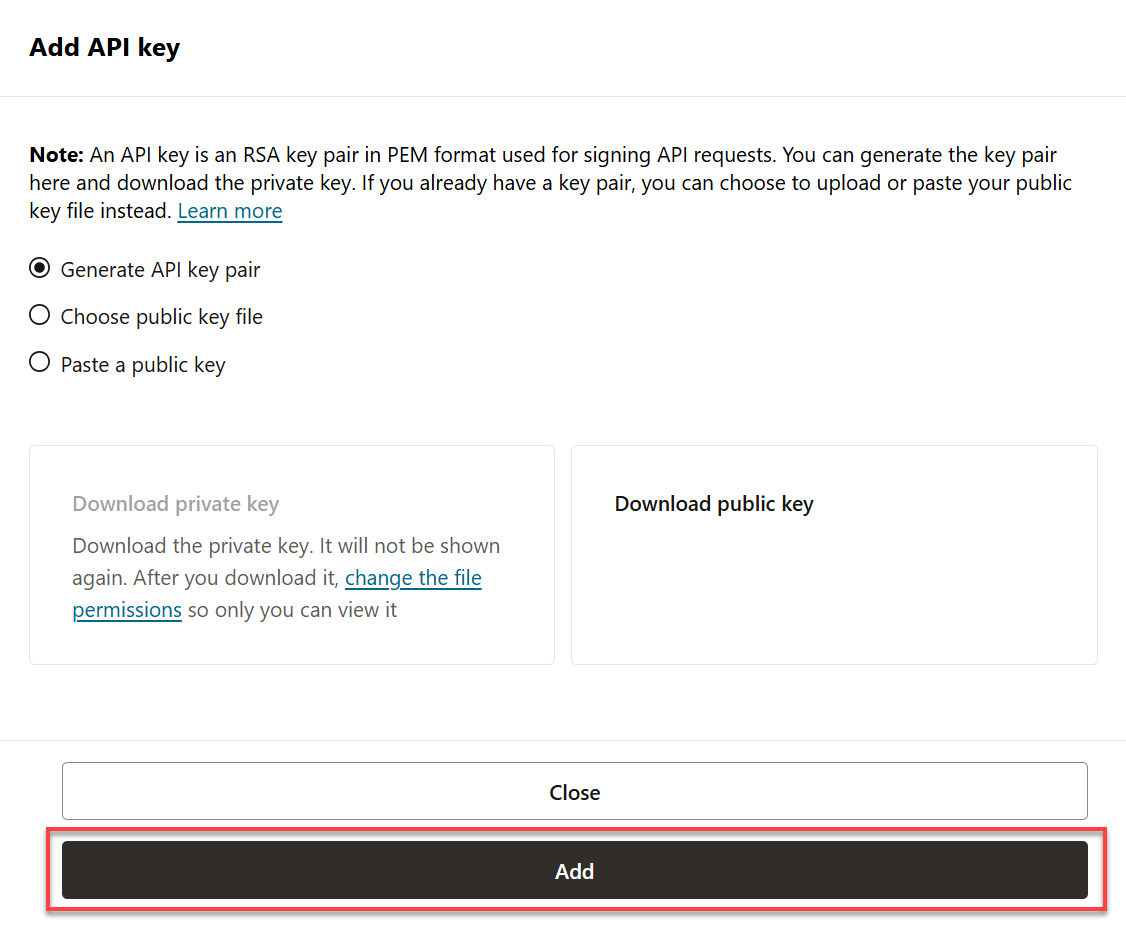 Add API key
Note: An API key is an RSA key pair in PEM format used for signing API requests. You can generate the key pair
here and download the private key. If you already have a key pair, you can choose to upload or paste your public
key file instead. Learn more
Generate API key pair
Choose public key file
Paste a public key
Download private key
Download the private key. It will not be shown
again. After you download it, change the file
permissions so only you can view it
Download public key
Close
Add